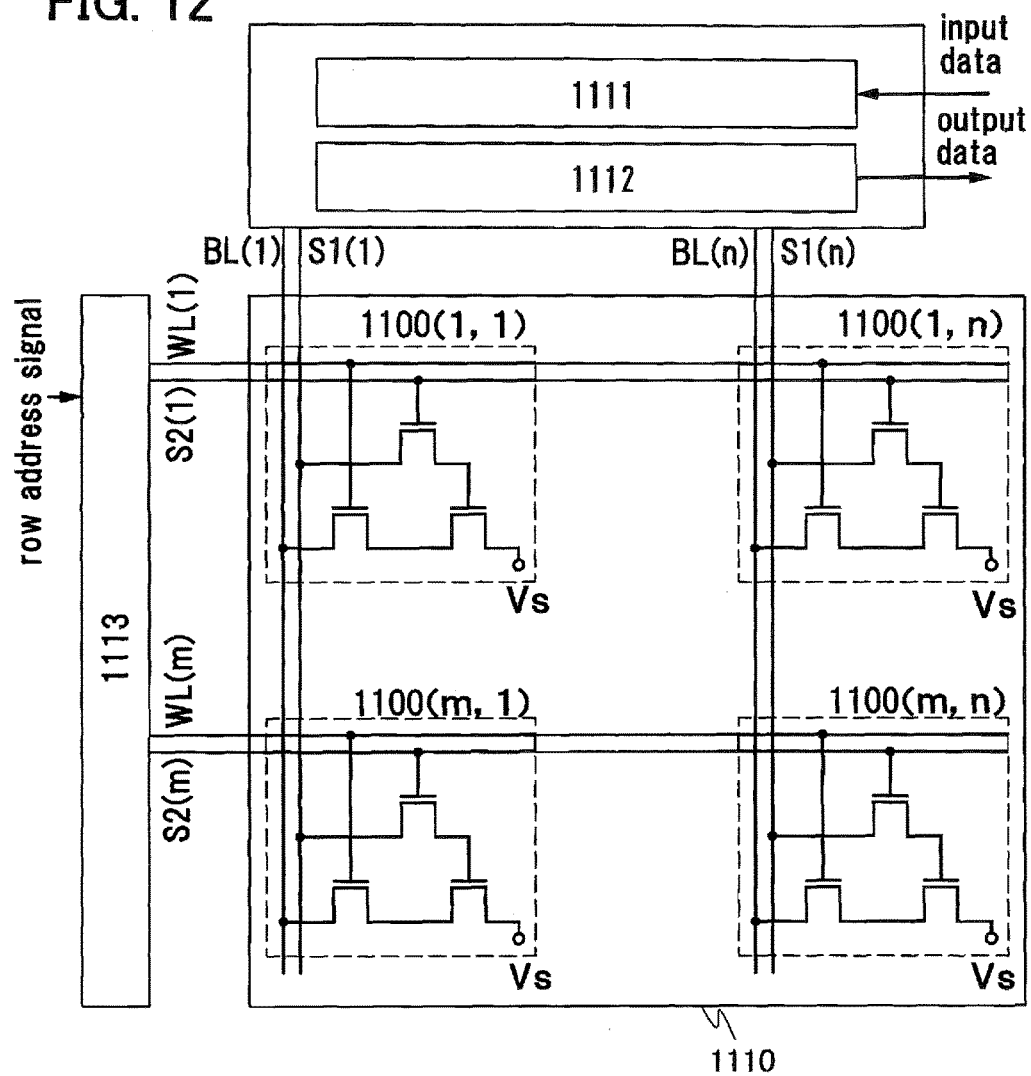 FIG. 12
input
data
1111
output
data
1112
BL(1) S1(1) BL(n) S1(n)
row address signal
1113
WL(1)
S2(1)
1100(1, 1) 1100(1, n)
Vs Vs
WL(m)
S2(m)
1100(m, 1) 1100(m, n)
Vs Vs
1110